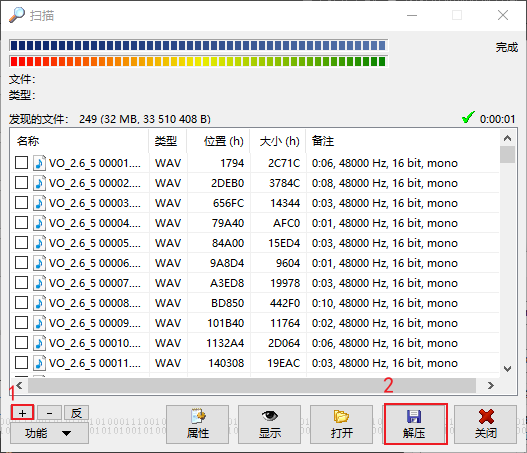 扫描
完成
文件:
类型:
发现的文件: 249 (32 MB, 33 510 408 B)
0:00:01
名称 类型 位置 (h) 大小 (h) 备注
VO_2.6_5 00001.... WAV 1794 2C71C 0:06, 48000 Hz, 16 bit, mono
VO_2.6_5 00002.... WAV 2DEB0 3784C 0:08, 48000 Hz, 16 bit, mono
VO_2.6_5 00003.... WAV 656FC 14344 0:03, 48000 Hz, 16 bit, mono
VO_2.6_5 00004.... WAV 79A40 AFC0 0:01, 48000 Hz, 16 bit, mono
VO_2.6_5 00005.... WAV 84A00 15ED4 0:03, 48000 Hz, 16 bit, mono
VO_2.6_5 00006.... WAV 9A8D4 9604 0:01, 48000 Hz, 16 bit, mono
VO_2.6_5 00007.... WAV A3ED8 19978 0:03, 48000 Hz, 16 bit, mono
VO_2.6_5 00008.... WAV BD850 442F0 0:10, 48000 Hz, 16 bit, mono
VO_2.6_5 00009.... WAV 101B40 11764 0:02, 48000 Hz, 16 bit, mono
VO_2.6_5 00010.... WAV 1132A4 2D064 0:06, 48000 Hz, 16 bit, mono
VO_2.6_5 00011.... WAV 140308 19EAC 0:03, 48000 Hz, 16 bit, mono
1
2
+ - 反
功能
属性
显示
打开
解压
关闭